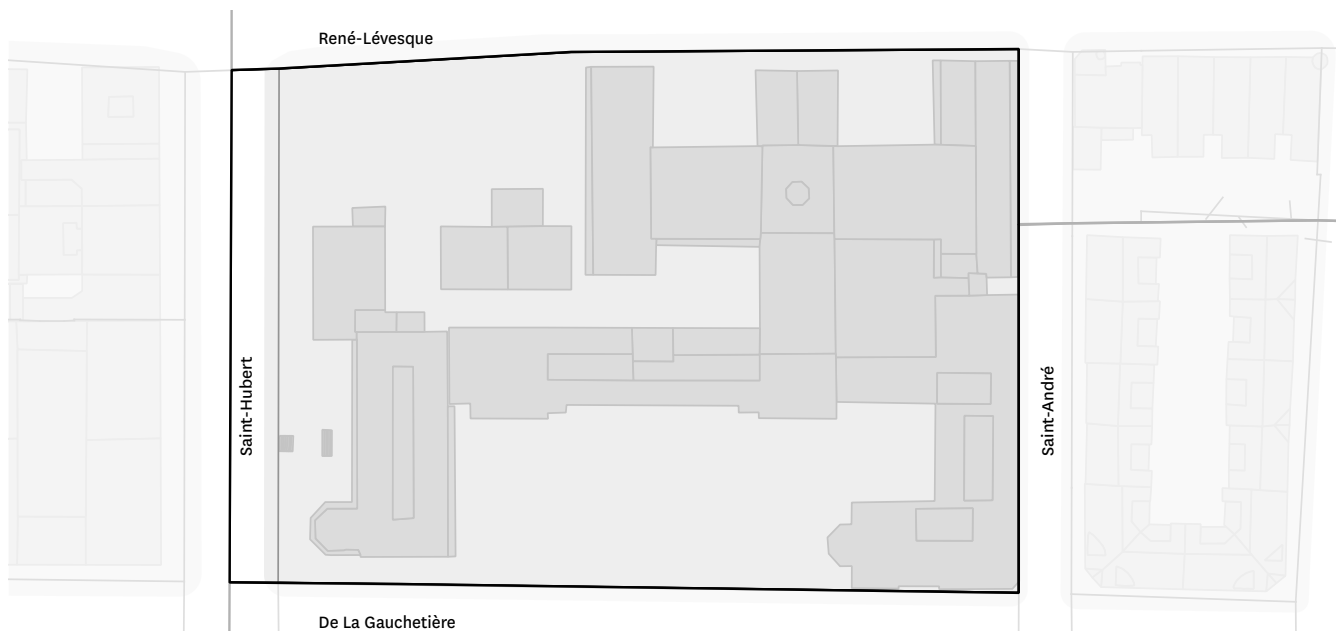 René-Lévesque
Saint-Hubert
Saint-André
De La Gauchetière